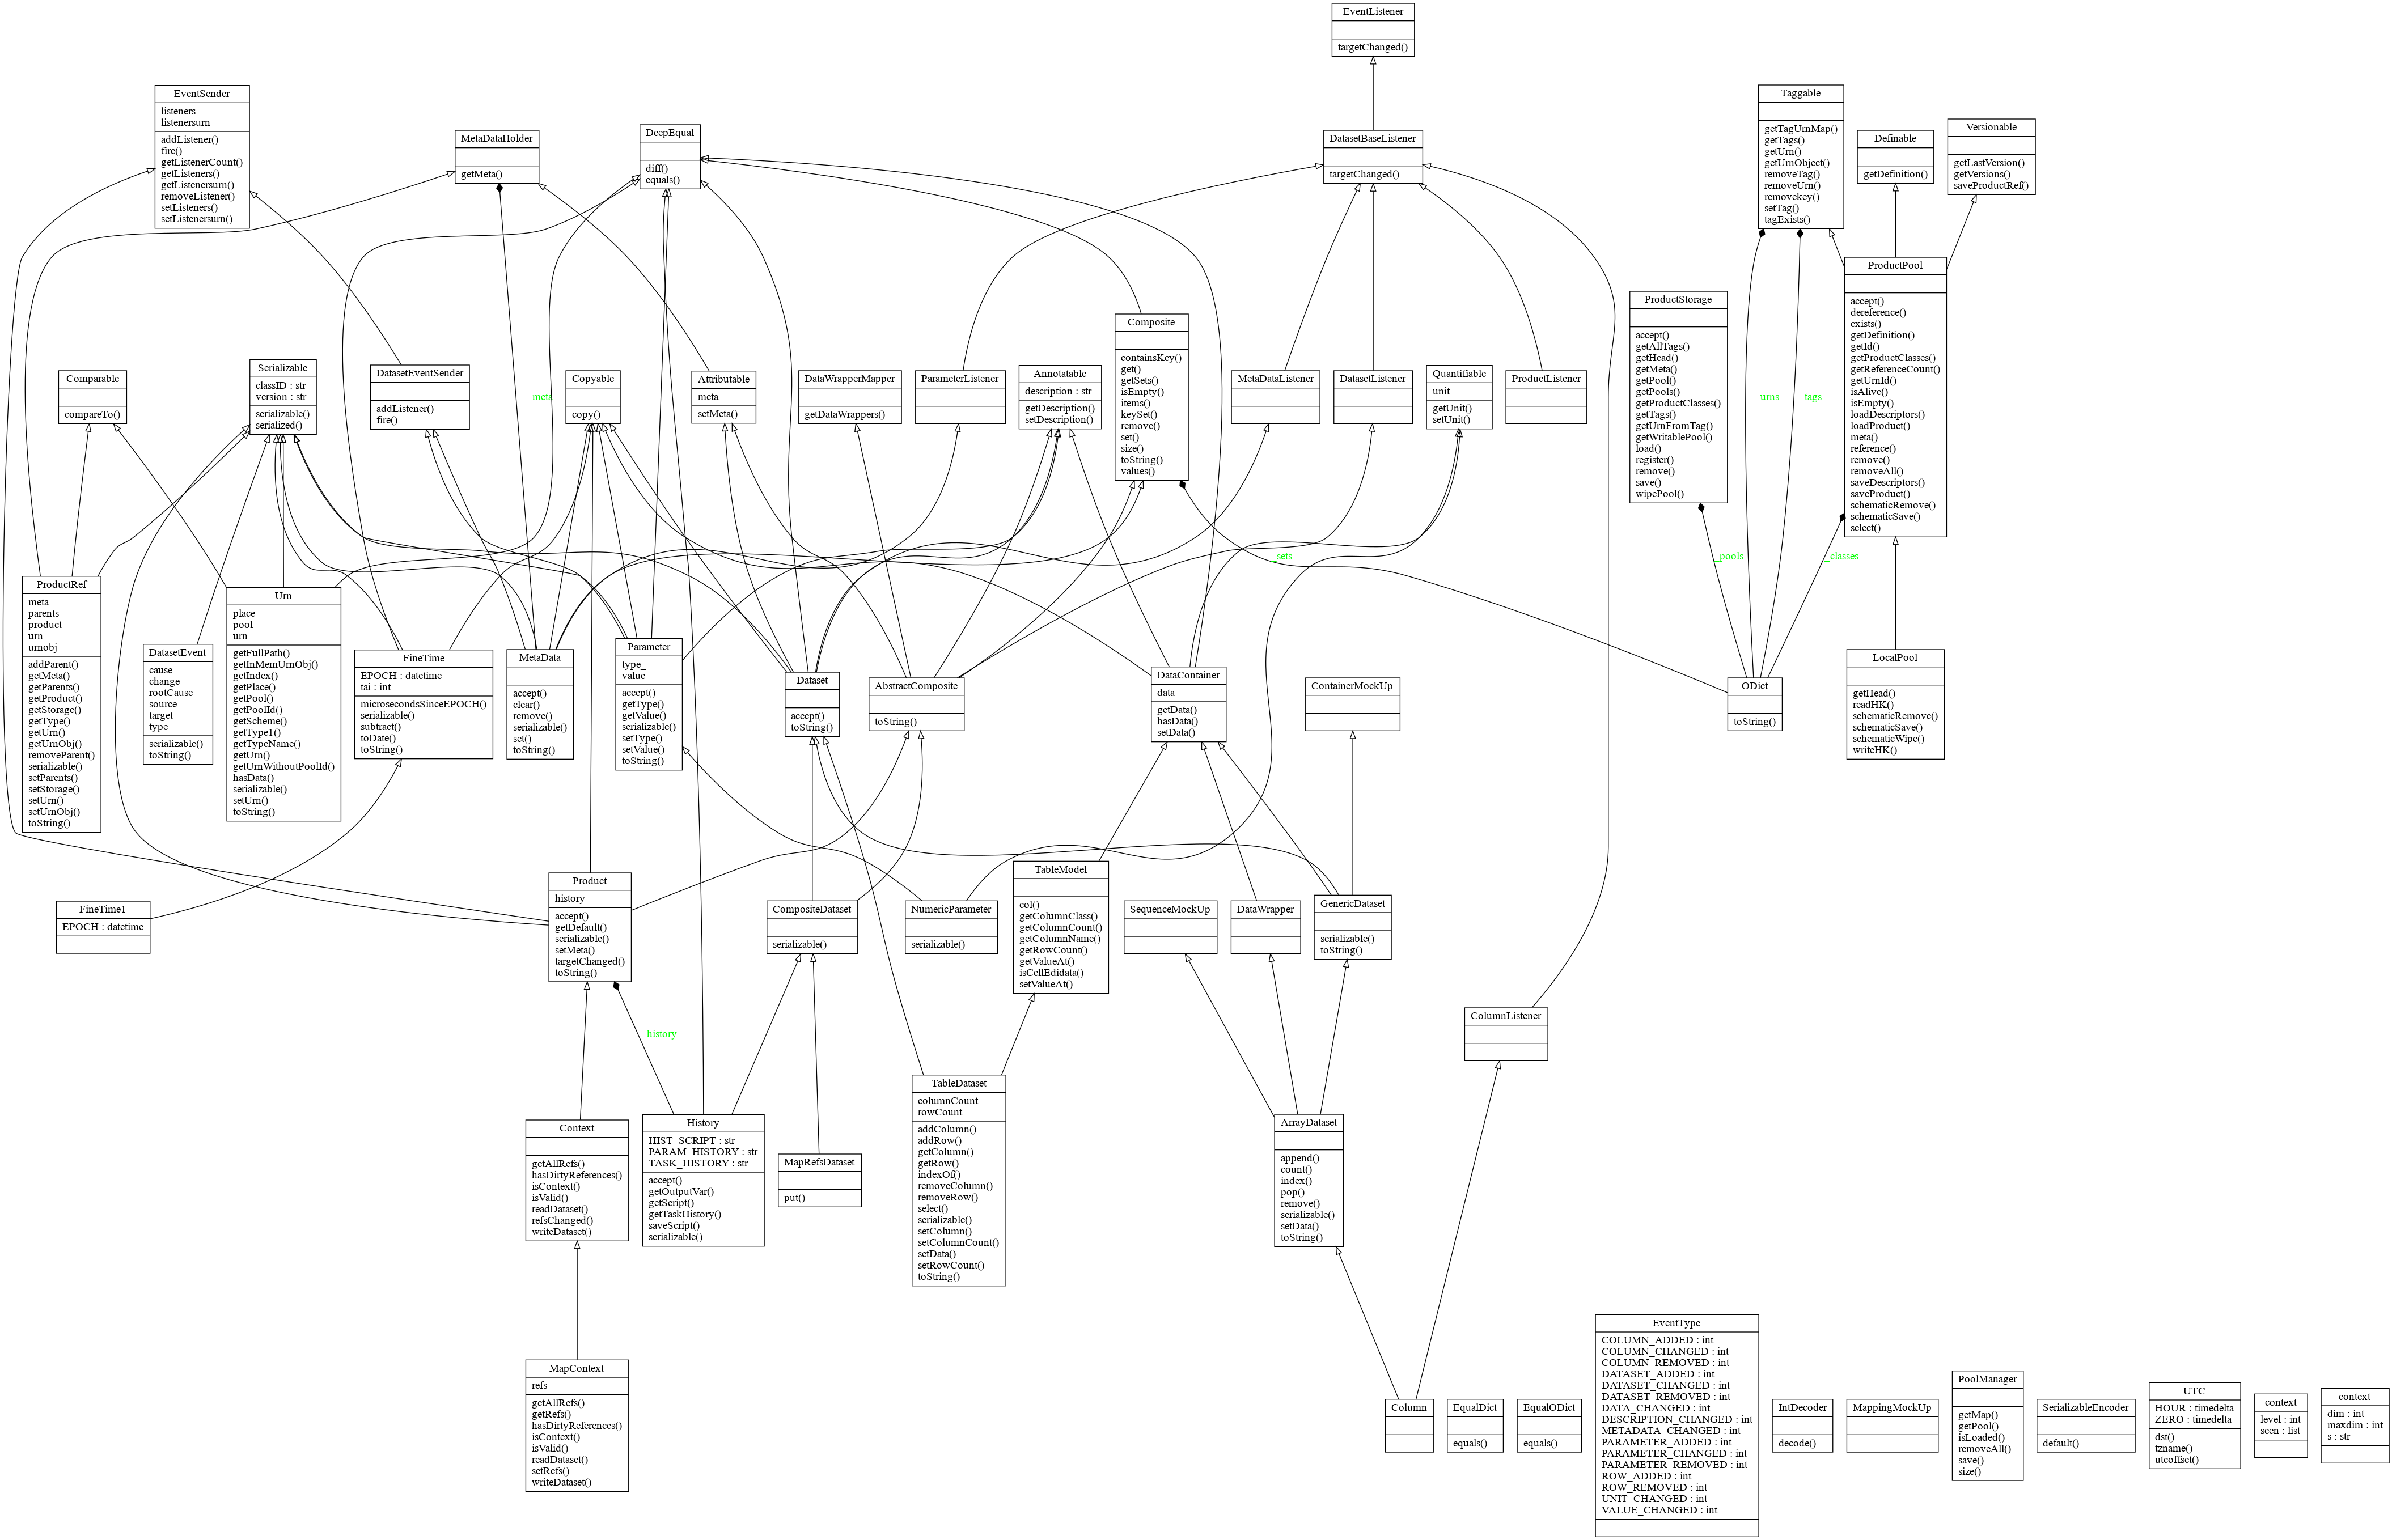 EventListener
targetChanged()
EventSender
listeners
listenersurn
addListener()
fire()
getListenerCount()
getListeners()
getListenersurn()
removeListener()
setListeners()
setListenersurn()
MetaDataHolder
getMeta()
DeepEqual
diff()
equals()
DatasetBaseListener
targetChanged()
Taggable
getTagUrnMap()
getTags()
getUrn()
getUrnObject()
removeTag()
removeUrn()
removekey()
setTag()
tagExists()
Definable
getDefinition()
Versionable
getLastVersion()
getVersions()
saveProductRef()
Comparable
compareTo()
Serializable
classID : str
version : str
serializable()
serialized()
DatasetEventSender
addListener()
fire()
_meta
Copyable
copy()
Attributable
meta
setMeta()
DataWrapperMapper
getDataWrappers()
ParameterListener
Annotatable
description : str
getDescription()
setDescription()
Composite
containsKey()
get()
getSets()
isEmpty()
items()
keySet()
remove()
set()
size()
toString()
values()
MetaDataListener
DatasetListener
Quantifiable
unit
getUnit()
setUnit()
ProductListener
ProductStorage
accept()
getAllTags()
getHead()
getMeta()
getPool()
getPools()
getProductClasses()
getTags()
getUrnFromTag()
getWritablePool()
load()
register()
remove()
save()
wipePool()
_urns
_tags
ProductPool
accept()
dereference()
exists()
getDefinition()
getId()
getProductClasses()
getReferenceCount()
getUrnId()
isAlive()
isEmpty()
loadDescriptors()
loadProduct()
meta()
reference()
remove()
removeAll()
saveDescriptors()
saveProduct()
schematicRemove()
schematicSave()
select()
_sets
_pools
_classes
ProductRef
meta
parents
product
urn
urnobj
addParent()
getMeta()
getParents()
getProduct()
getStorage()
getType()
getUrn()
getUrnObj()
removeParent()
serializable()
setParents()
setStorage()
setUrn()
setUrnObj()
toString()
DatasetEvent
cause
change
rootCause
source
target
type_
serializable()
toString()
Urn
place
pool
urn
getFullPath()
getInMemUrnObj()
getIndex()
getPlace()
getPool()
getPoolId()
getScheme()
getType1()
getTypeName()
getUrn()
getUrnWithoutPoolId()
hasData()
serializable()
setUrn()
toString()
FineTime
EPOCH : datetime
tai : int
microsecondsSinceEPOCH()
serializable()
subtract()
toDate()
toString()
MetaData
accept()
clear()
remove()
serializable()
set()
toString()
Parameter
type_
value
accept()
getType()
getValue()
serializable()
setType()
setValue()
toString()
Dataset
accept()
toString()
AbstractComposite
toString()
DataContainer
data
getData()
hasData()
setData()
ContainerMockUp
ODict
toString()
LocalPool
getHead()
readHK()
schematicRemove()
schematicSave()
schematicWipe()
writeHK()
FineTime1
EPOCH : datetime
Product
history
accept()
getDefault()
serializable()
setMeta()
targetChanged()
toString()
CompositeDataset
serializable()
NumericParameter
serializable()
TableModel
col()
getColumnClass()
getColumnCount()
getColumnName()
getRowCount()
getValueAt()
isCellEdidata()
setValueAt()
SequenceMockUp
DataWrapper
GenericDataset
serializable()
toString()
history
ColumnListener
Context
getAllRefs()
hasDirtyReferences()
isContext()
isValid()
readDataset()
refsChanged()
writeDataset()
History
HIST_SCRIPT : str
PARAM_HISTORY : str
TASK_HISTORY : str
accept()
getOutputVar()
getScript()
getTaskHistory()
saveScript()
serializable()
MapRefsDataset
put()
TableDataset
columnCount
rowCount
addColumn()
addRow()
getColumn()
getRow()
indexOf()
removeColumn()
removeRow()
select()
serializable()
setColumn()
setColumnCount()
setData()
setRowCount()
toString()
ArrayDataset
append()
count()
index()
pop()
remove()
serializable()
setData()
toString()
MapContext
refs
getAllRefs()
getRefs()
hasDirtyReferences()
isContext()
isValid()
readDataset()
setRefs()
writeDataset()
Column
EqualDict
equals()
EqualODict
equals()
EventType
COLUMN_ADDED : int
COLUMN_CHANGED : int
COLUMN_REMOVED : int
DATASET_ADDED : int
DATASET_CHANGED : int
DATASET_REMOVED : int
DATA_CHANGED : int
DESCRIPTION_CHANGED : int
METADATA_CHANGED : int
PARAMETER_ADDED : int
PARAMETER_CHANGED : int
PARAMETER_REMOVED : int
ROW_ADDED : int
ROW_REMOVED : int
UNIT_CHANGED : int
VALUE_CHANGED : int
IntDecoder
decode()
MappingMockUp
PoolManager
getMap()
getPool()
isLoaded()
removeAll()
save()
size()
SerializableEncoder
default()
UTC
HOUR : timedelta
ZERO : timedelta
dst()
tzname()
utcoffset()
context
level : int
seen : list
context
dim : int
maxdim : int
s : str